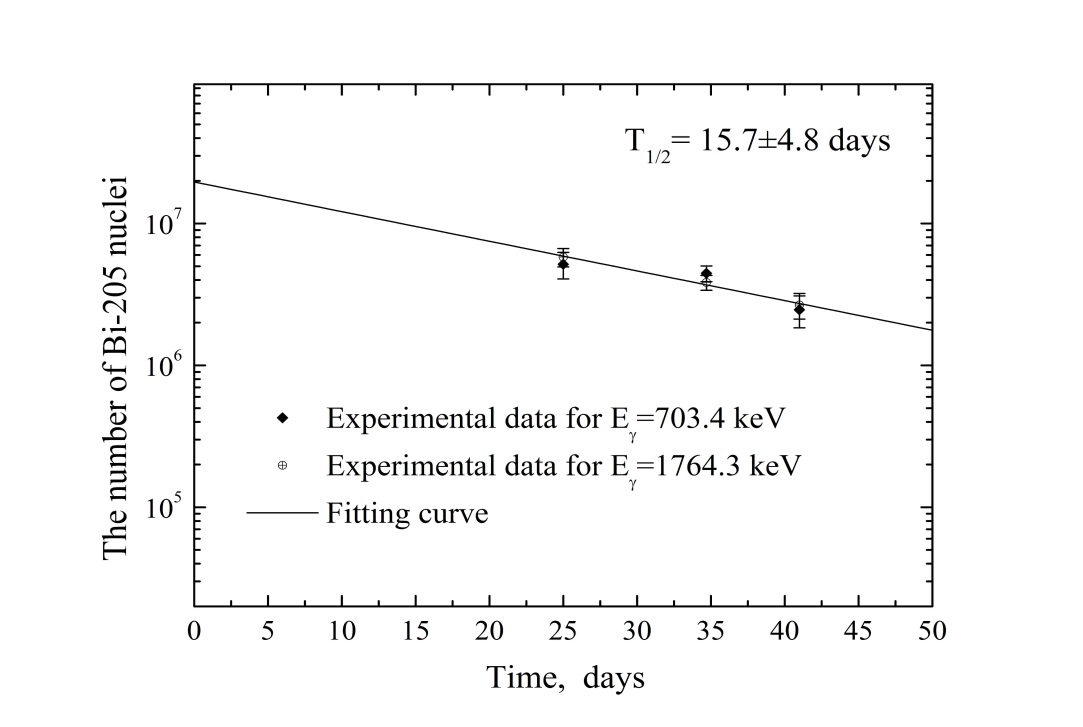 T1/2= 15.7±4.8 days
The number of Bi-205 nuclei
10^7
10^6
10^5
Experimental data for Eγ=703.4 keV
Experimental data for Eγ=1764.3 keV
Fitting curve
0 5 10 15 20 25 30 35 40 45 50
Time, days